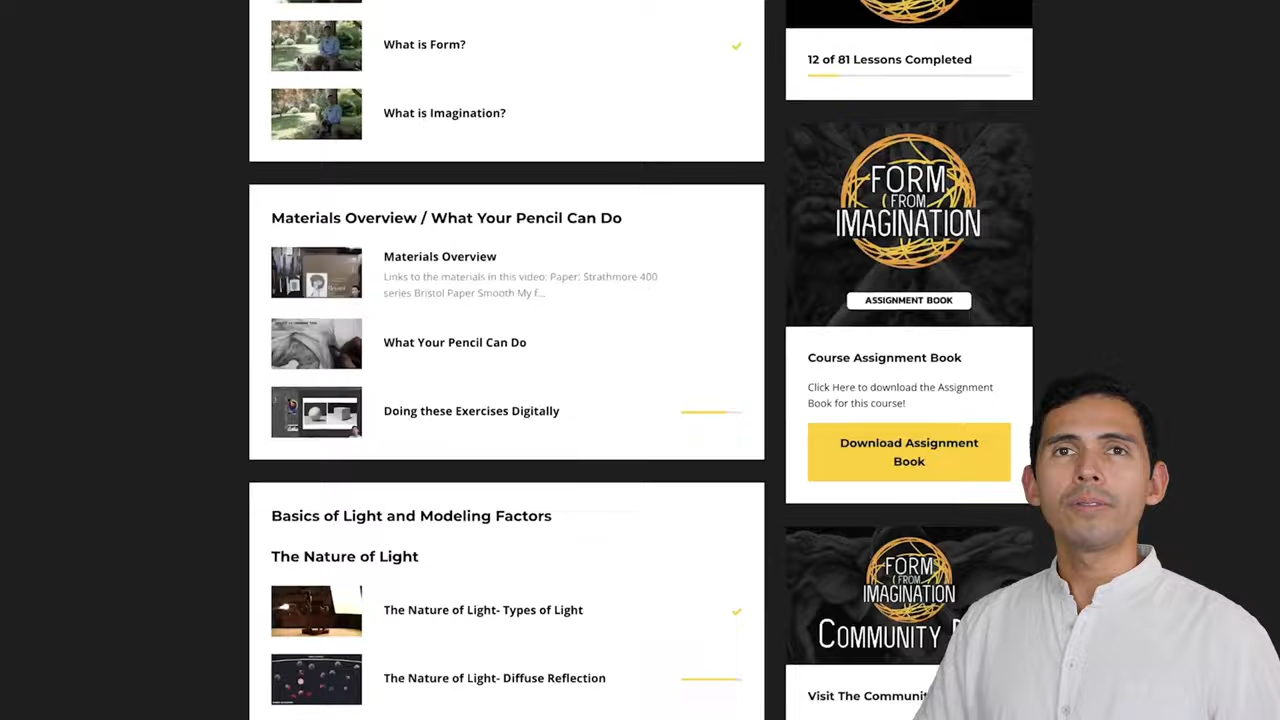 What is Form?
What is Imagination?
Materials Overview / What Your Pencil Can Do
Materials Overview
Links to the materials in this video: Paper: Strathmore 400
series Bristol Paper Smooth My f...
What Your Pencil Can Do
Doing these Exercises Digitally
Basics of Light and Modeling Factors
The Nature of Light
The Nature of Light- Types of Light
The Nature of Light- Diffuse Reflection
12 of 81 Lessons Completed
FORM
FROM
IMAGINATION
ASSIGNMENT BOOK
Course Assignment Book
Click Here to download the Assignment
Book for this course!
Download Assignment
Book
FORM
FROM
IMAGINATION
COMMUNITY
Visit The Communi